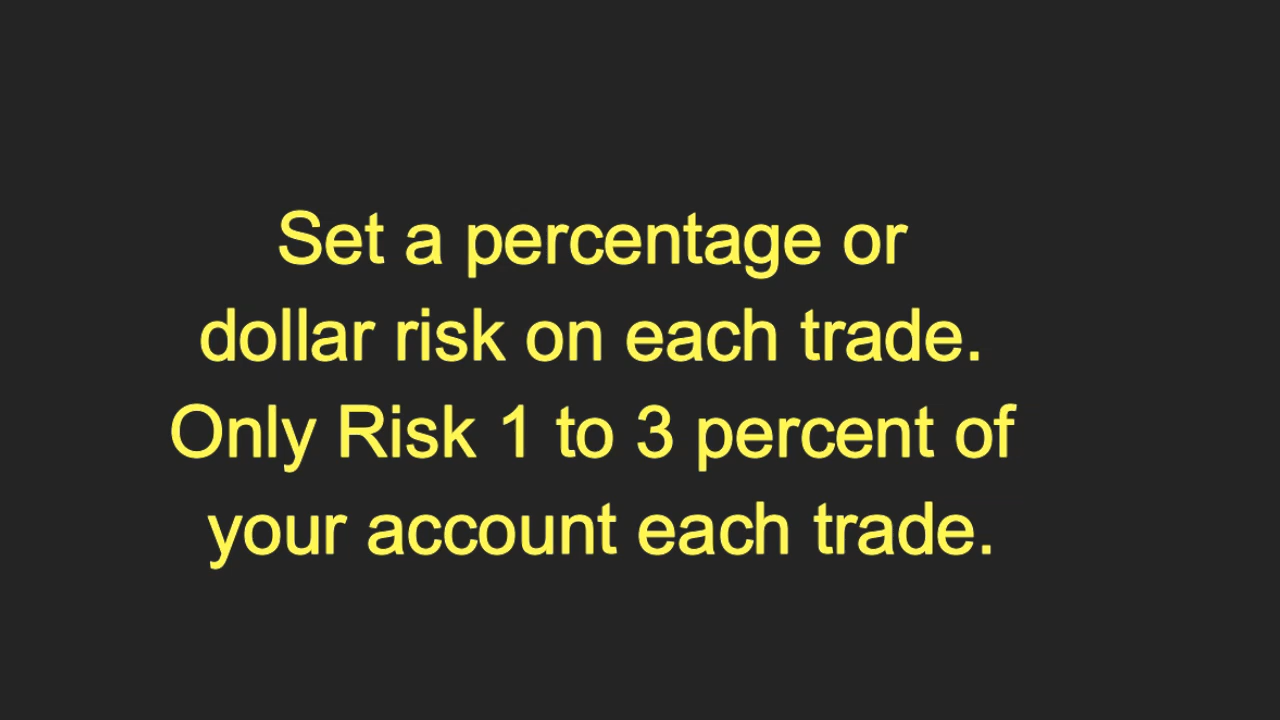 Set a percentage or
dollar risk on each trade.
Only Risk 1 to 3 percent of
your account each trade.